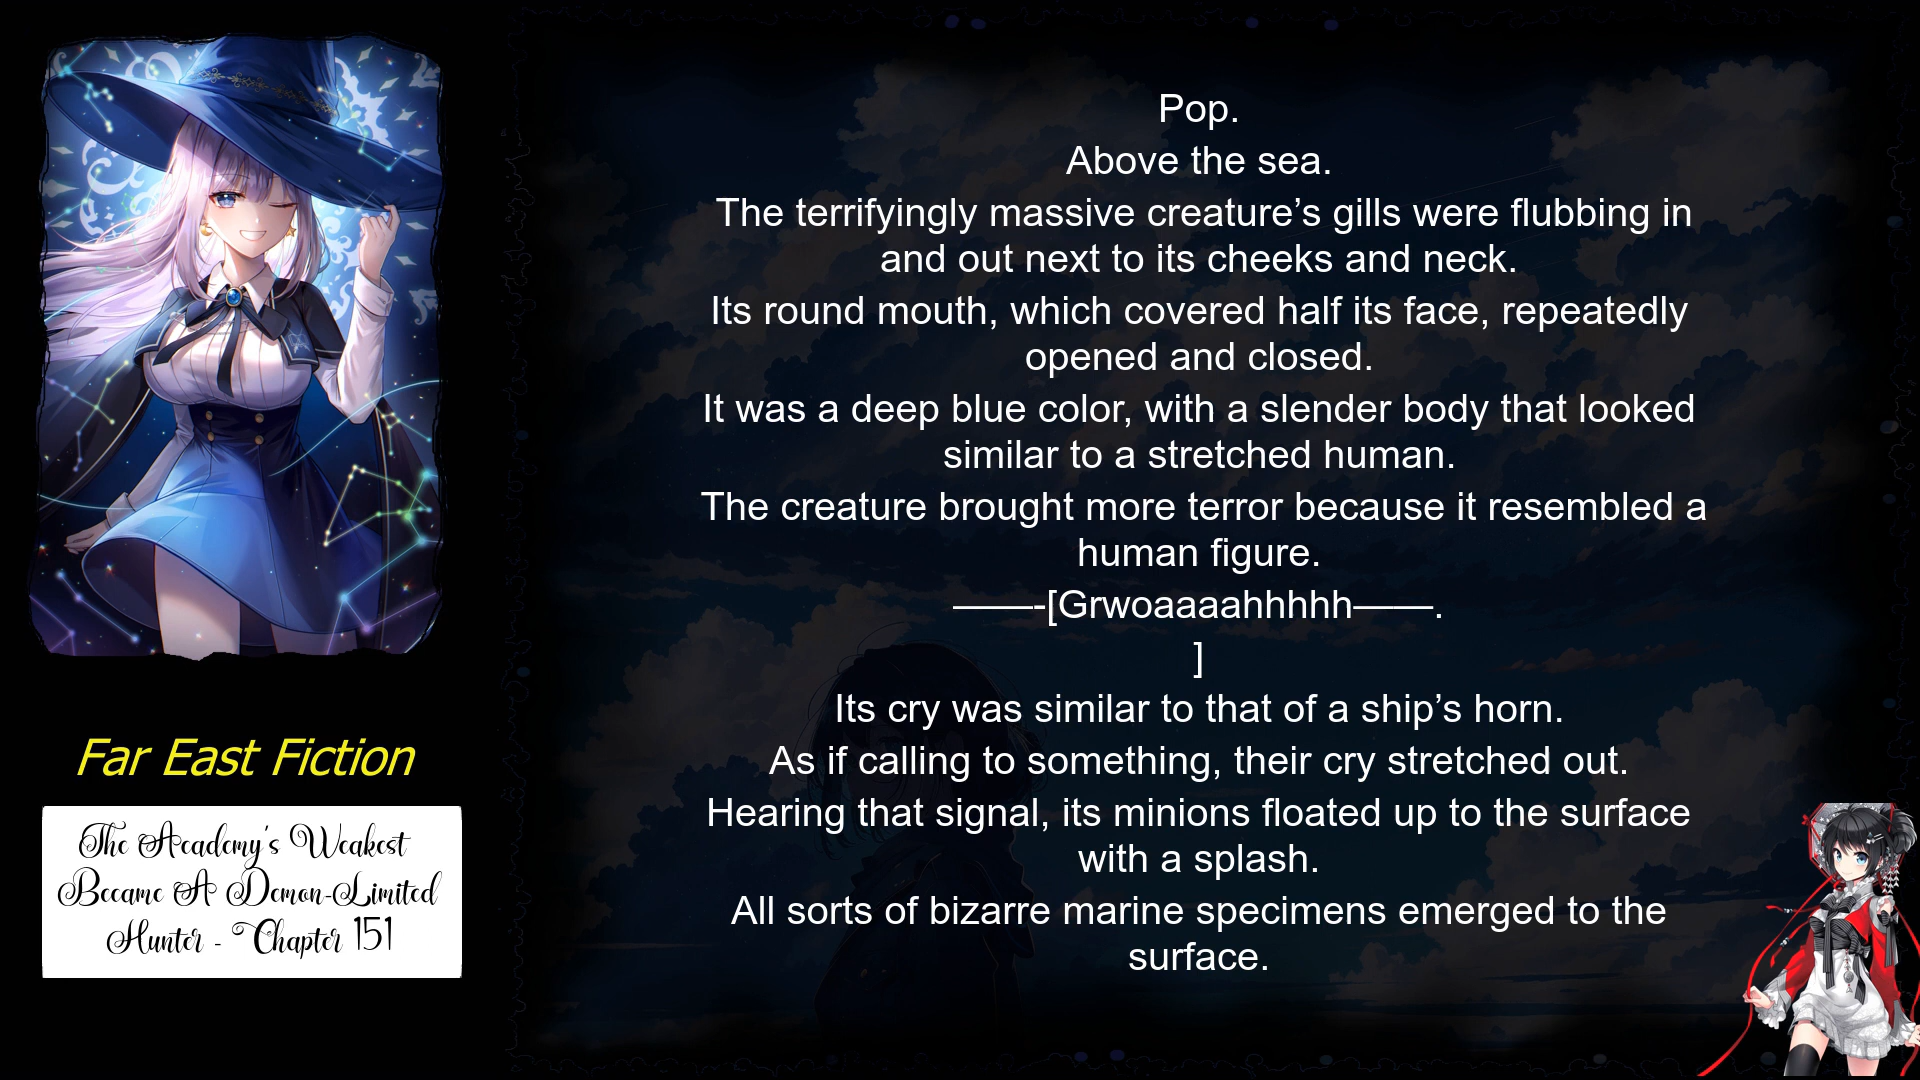 Pop.
Above the sea.
The terrifyingly massive creature’s gills were flubbing in
and out next to its cheeks and neck.
Its round mouth, which covered half its face, repeatedly
opened and closed.
It was a deep blue color, with a slender body that looked
similar to a stretched human.
The creature brought more terror because it resembled a
human figure.
——-[Grwoaaaahhhhh——.
]
Its cry was similar to that of a ship’s horn.
As if calling to something, their cry stretched out.
Hearing that signal, its minions floated up to the surface
with a splash.
All sorts of bizarre marine specimens emerged to the
surface.
Far East Fiction
The Academy's Weakest
Became A Demon-Limited
Hunter - Chapter 151